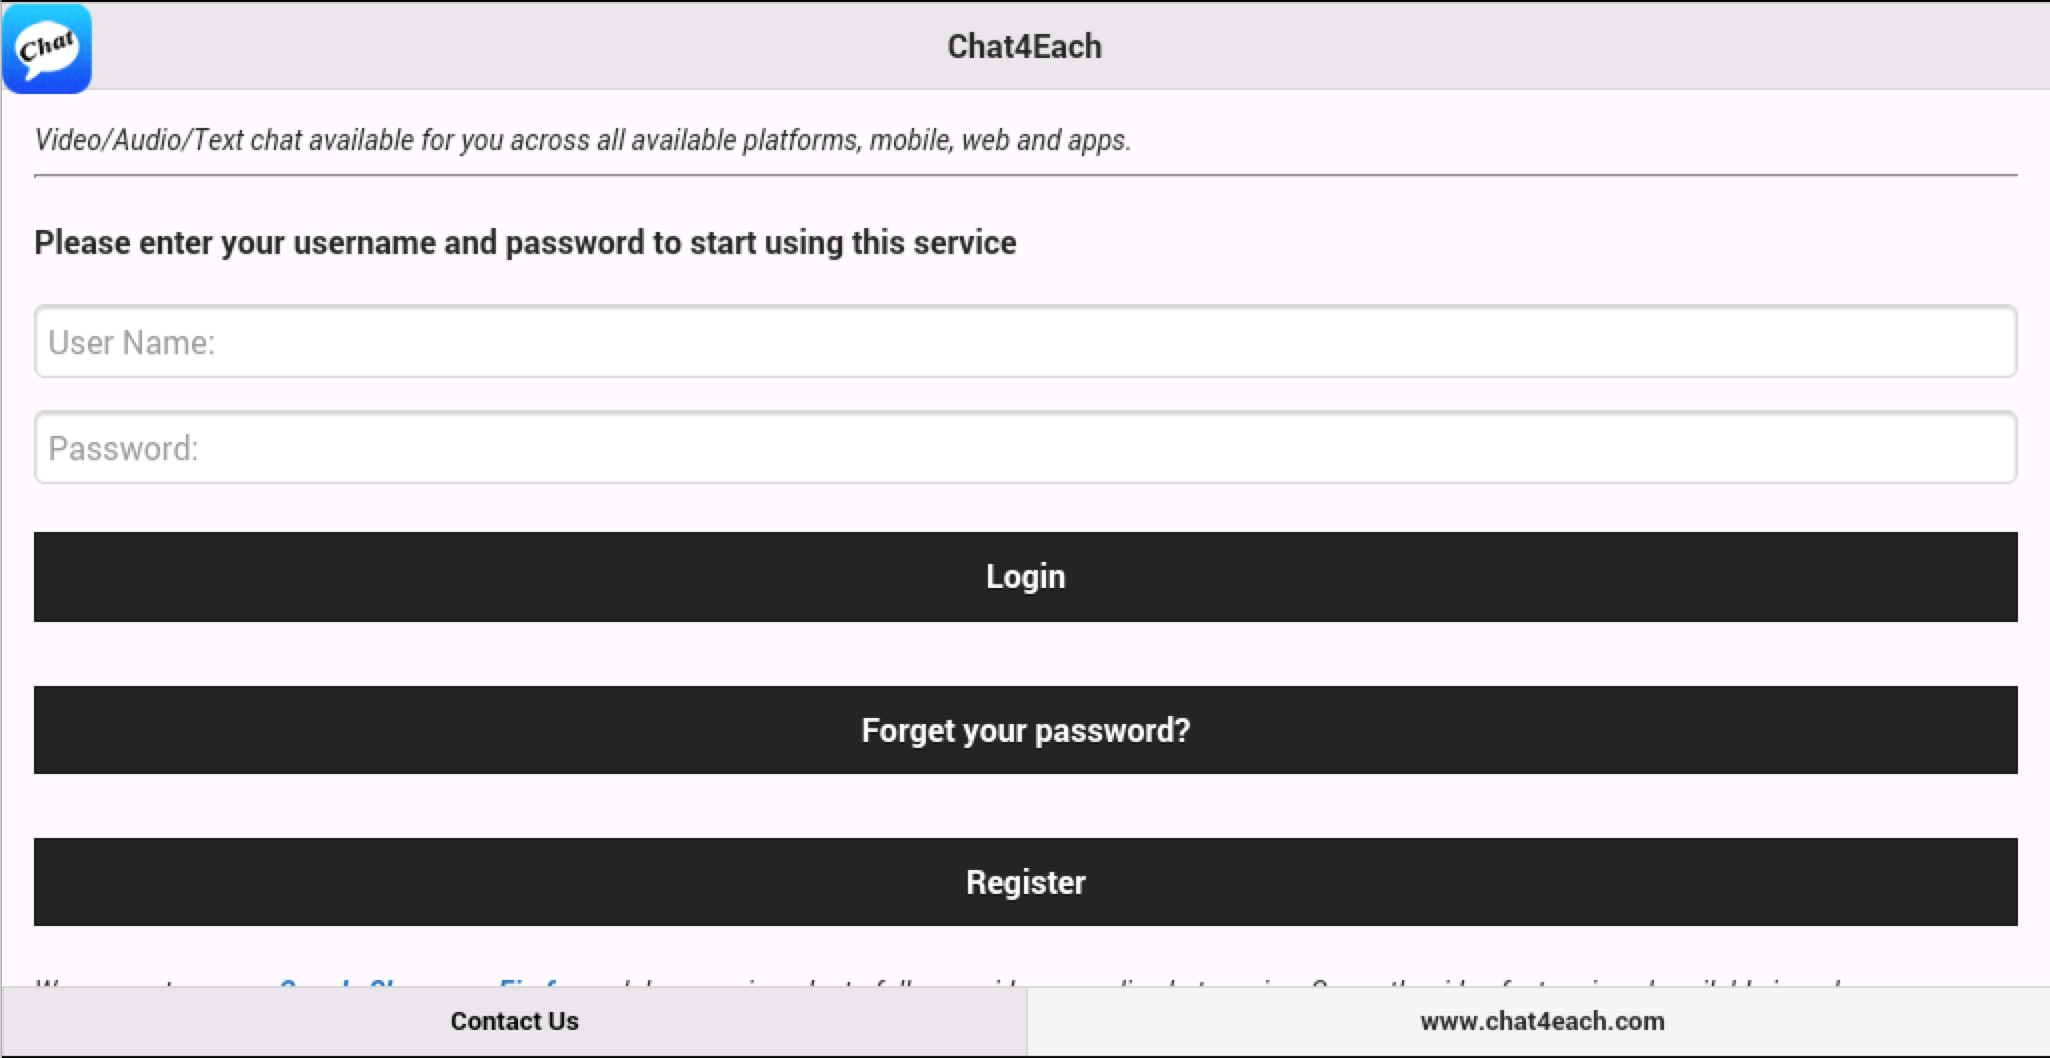 Chat
Chat4Each
Video/Audio/Text chat available for you across all available platforms, mobile, web and apps.
Please enter your username and password to start using this service
User Name:
Password:
Login
Forget your password?
Register
Contact Us
www.chat4each.com